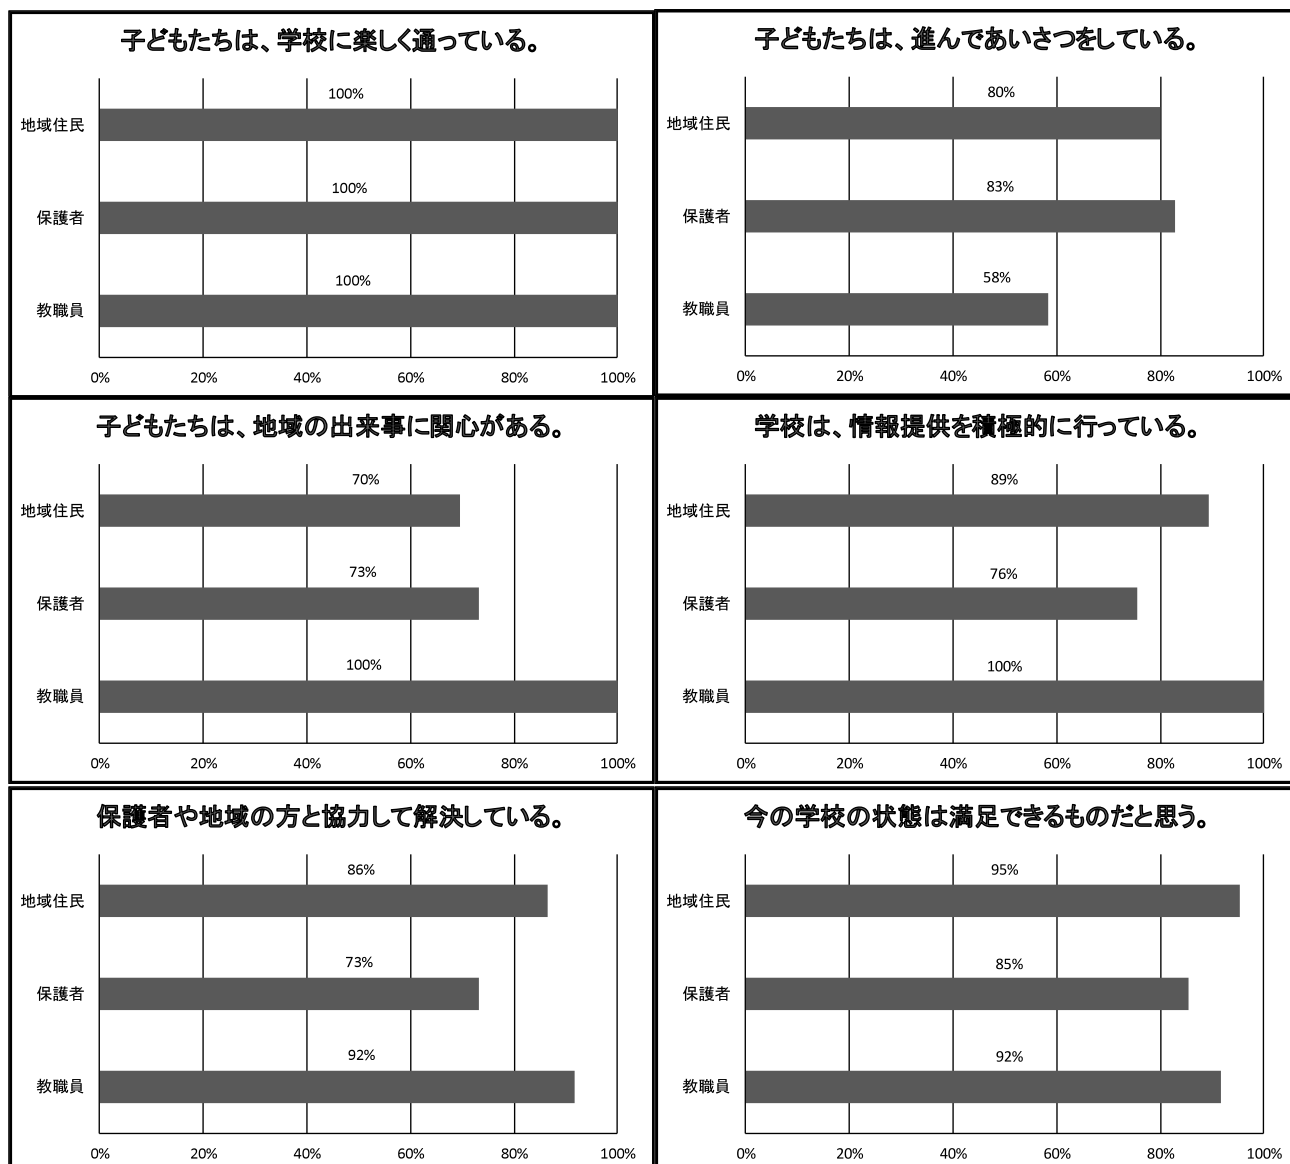 子どもたちは、学校に楽しく通っている。
100%
地域住民
100%
保護者
100%
教職員
0% 20% 40% 60% 80% 100%
子どもたちは、進んであいさつをしている。
80%
地域住民
83%
保護者
58%
教職員
0% 20% 40% 60% 80% 100%
子どもたちは、地域の出来事に関心がある。
70%
地域住民
73%
保護者
100%
教職員
0% 20% 40% 60% 80% 100%
学校は、情報提供を積極的に行っている。
89%
地域住民
76%
保護者
100%
教職員
0% 20% 40% 60% 80% 100%
保護者や地域の方と協力して解決している。
86%
地域住民
73%
保護者
92%
教職員
0% 20% 40% 60% 80% 100%
今の学校の状態は満足できるものだと思う。
95%
地域住民
85%
保護者
92%
教職員
0% 20% 40% 60% 80% 100%